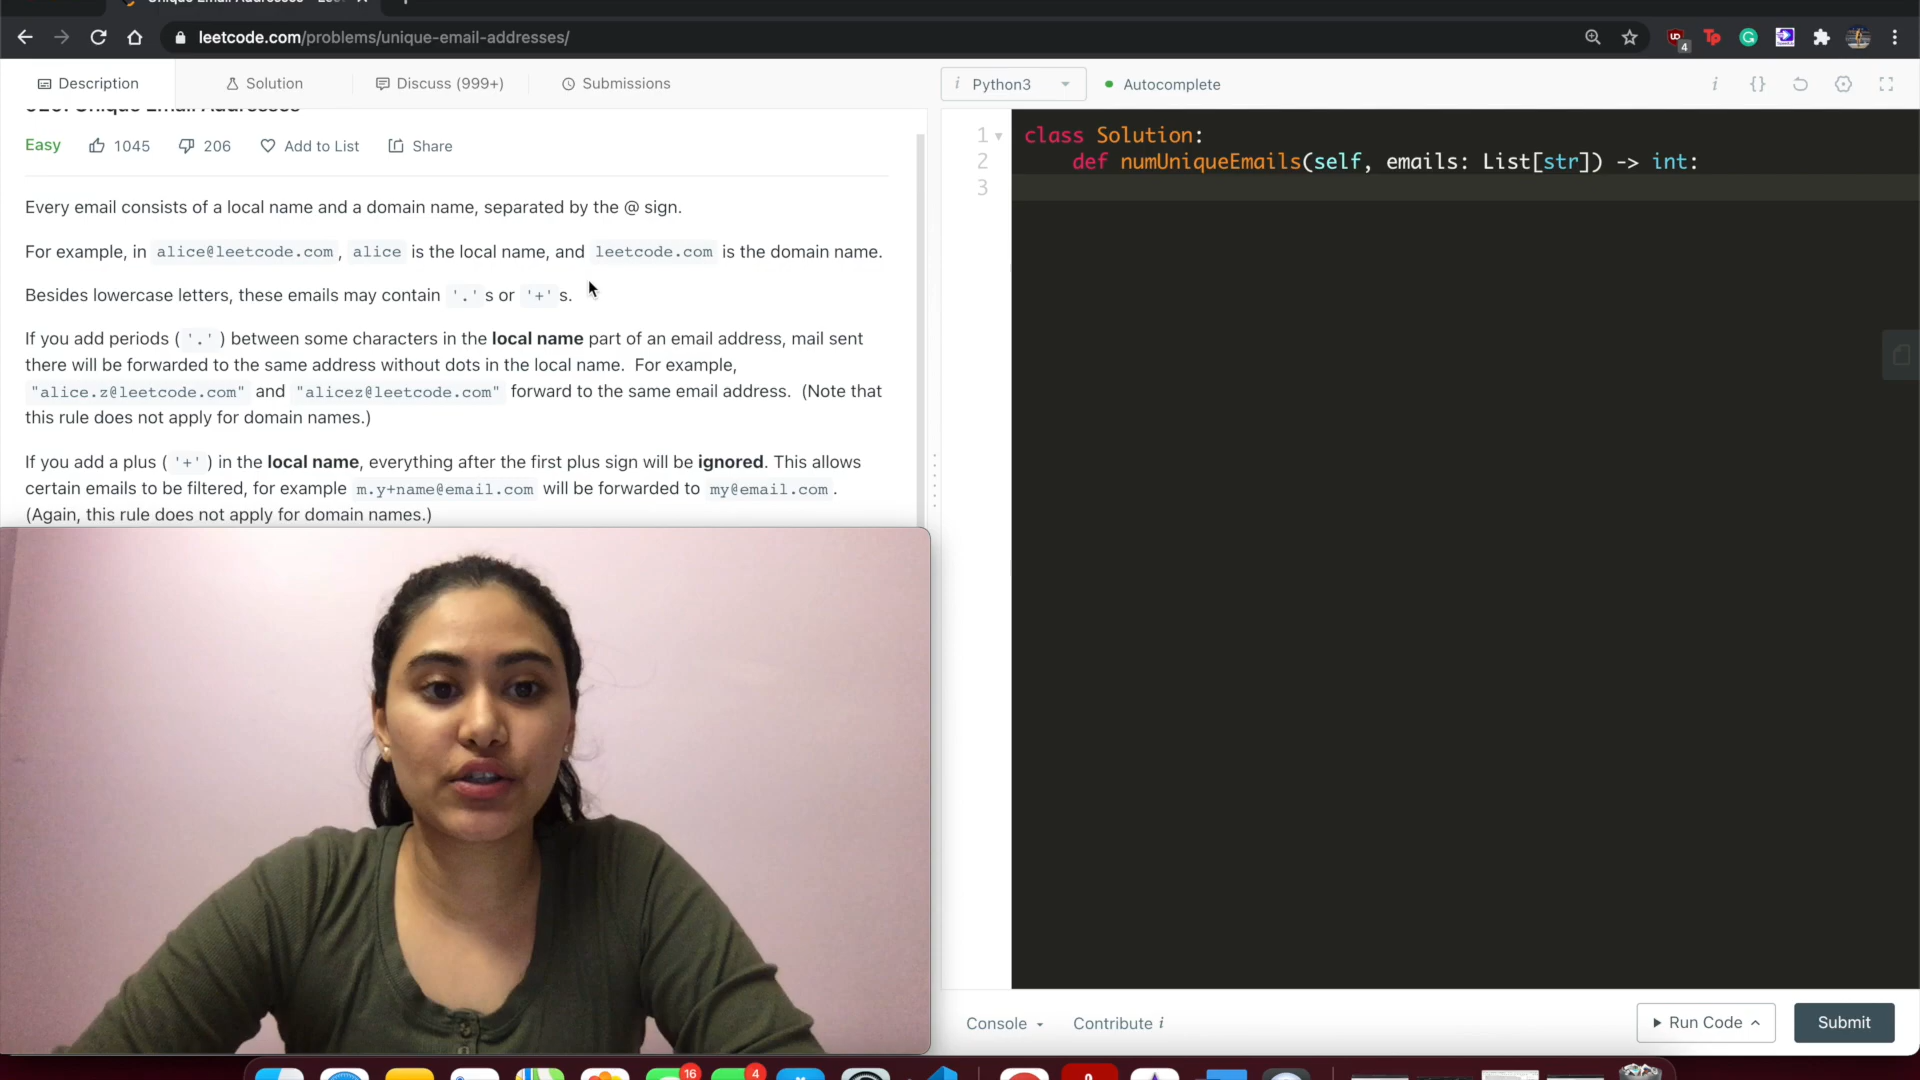 leetcode.com/problems/unique-email-addresses/
4
Tp
Description
Solution
Discuss (999+)
Submissions
i Python3
Autocomplete
i {}
Unique Email Addresses
Easy
1045
206
Add to List
Share
Every email consists of a local name and a domain name, separated by the @ sign.
For example, in alice@leetcode.com, alice is the local name, and leetcode.com is the domain name.
Besides lowercase letters, these emails may contain '.'s or '+'s.
If you add periods ('.') between some characters in the local name part of an email address, mail sent
there will be forwarded to the same address without dots in the local name. For example,
"alice.z@leetcode.com" and "alicez@leetcode.com" forward to the same email address. (Note that
this rule does not apply for domain names.)
If you add a plus ('+') in the local name, everything after the first plus sign will be ignored. This allows
certain emails to be filtered, for example m.y+name@email.com will be forwarded to my@email.com.
(Again, this rule does not apply for domain names.)
1 class Solution:
2 def numUniqueEmails(self, emails: List[str]) -> int:
3
Console
Contribute i
Run Code
Submit
16
4